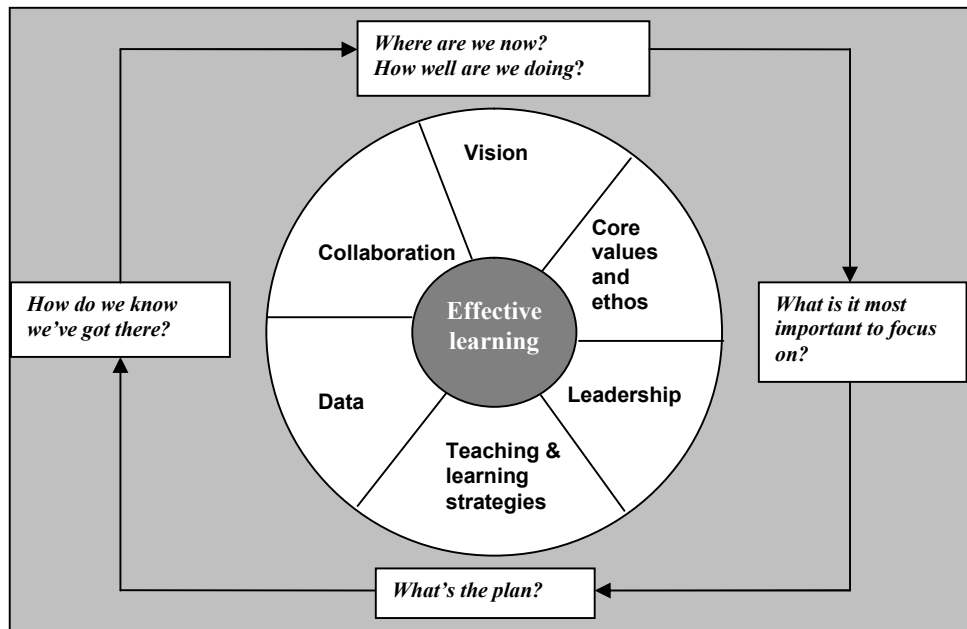 Where are we now?
How well are we doing?
Vision
Core
values
and
ethos
Collaboration
Effective
learning
How do we know
we've got there?
What is it most
important to focus
on?
Data
Leadership
Teaching &
learning
strategies
What's the plan?